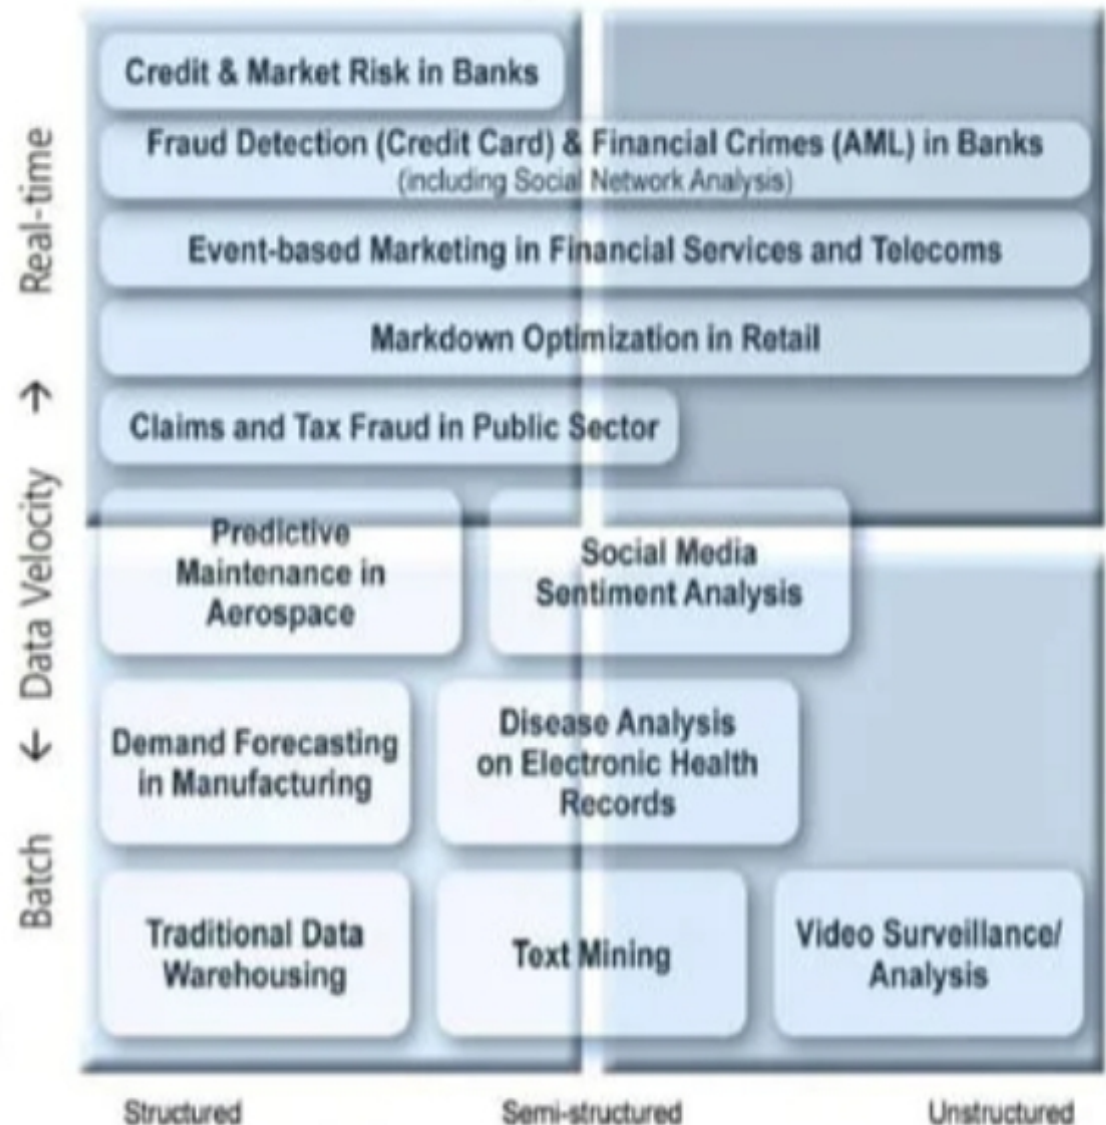 Credit & Market Risk in Banks
Fraud Detection (Credit Card) & Financial Crimes (AML) in Banks
(including Social Network Analysis)
Event-based Marketing in Financial Services and Telecoms
Markdown Optimization in Retail
Claims and Tax Fraud in Public Sector
Predictive
Maintenance in
Aerospace
Social Media
Sentiment Analysis
Demand Forecasting
in Manufacturing
Disease Analysis
on Electronic Health
Records
Traditional Data
Warehousing
Text Mining
Video Surveillance/
Analysis
Batch ← Data Velocity → Real-time
Structured
Semi-structured
Unstructured